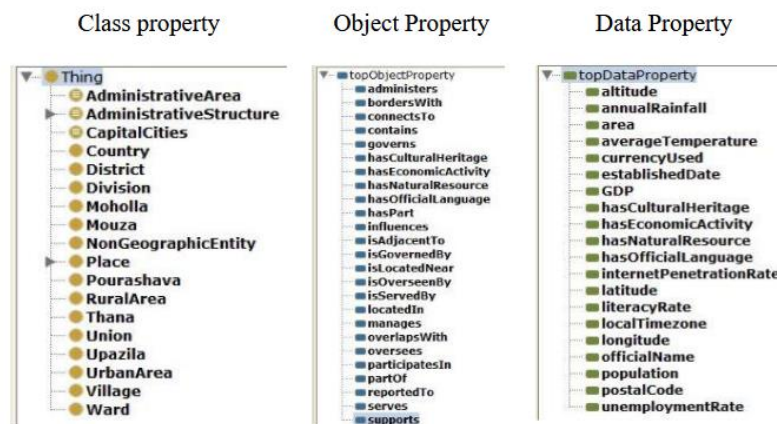 Class property
Object Property
Data Property
Thing
AdministrativeArea
AdministrativeStructure
CapitalCities
Country
District
Division
Moholla
Mouza
NonGeographicEntity
Place
Pourashava
RuralArea
Thana
Union
Upazila
UrbanArea
Village
Ward
topObjectProperty
administers
bordersWith
connectsTo
contains
governs
hasCulturalHeritage
hasEconomicActivity
hasNaturalResource
hasOfficialLanguage
hasPart
influences
isAdjacentTo
isGovernedBy
isLocatedNear
isOverseenBy
isServedBy
locatedIn
manages
overlapsWith
oversees
participatesIn
partOf
reportedTo
serves
supports
topDataProperty
altitude
annualRainfall
area
averageTemperature
currencyUsed
establishedDate
GDP
hasCulturalHeritage
hasEconomicActivity
hasNaturalResource
hasOfficialLanguage
internetPenetrationRate
latitude
literacyRate
localTimezone
longitude
officialName
population
postalCode
unemploymentRate